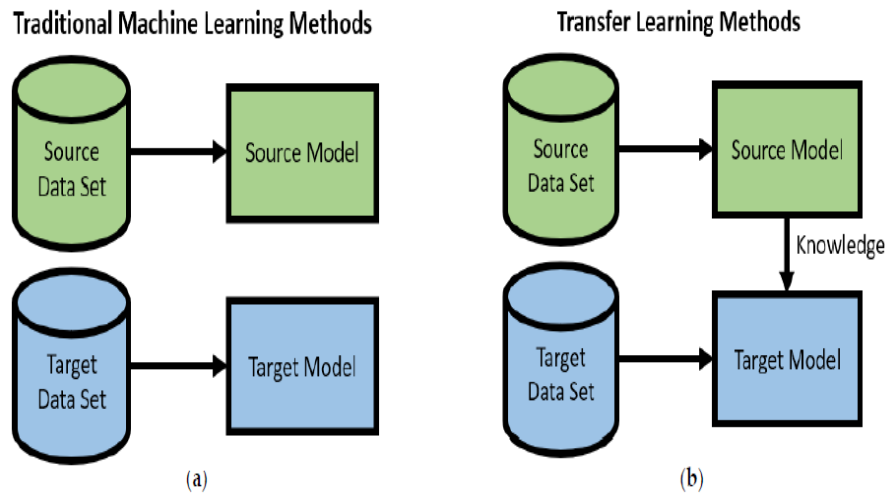 Traditional Machine Learning Methods
Source
Data Set
Source Model
Target
Data Set
Target Model
(a)
Transfer Learning Methods
Source
Data Set
Source Model
Knowledge
Target
Data Set
Target Model
(b)